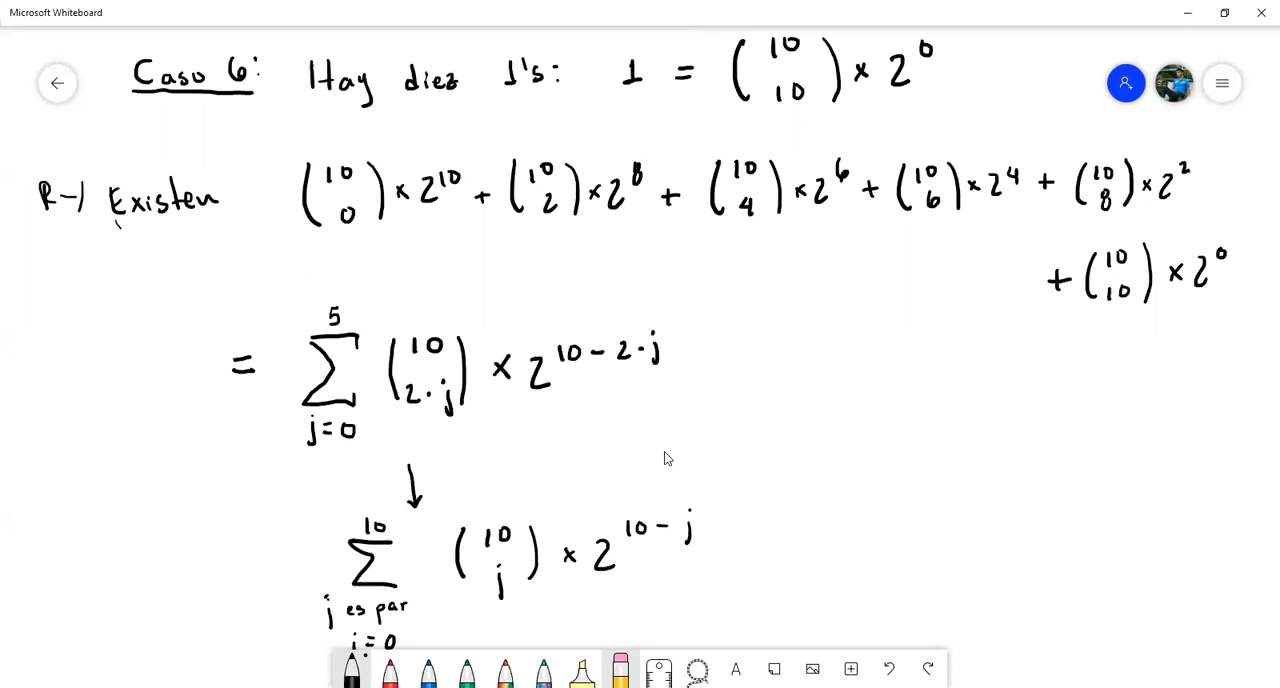 Microsoft Whiteboard
Caso 6: Hay diez 1's: 1 = (10 10) × 2^0
R-| Existen (10 0) × 2^10 + (10 2) × 2^8 + (10 4) × 2^6 + (10 6) × 2^4 + (10 8) × 2^2
+ (10 10) × 2^0
= ∑_{j=0}^{5} (10 2·j) × 2^{10-2·j}
↓
∑_{j es par j=0}^{10} (10 j) × 2^{10-j}
A